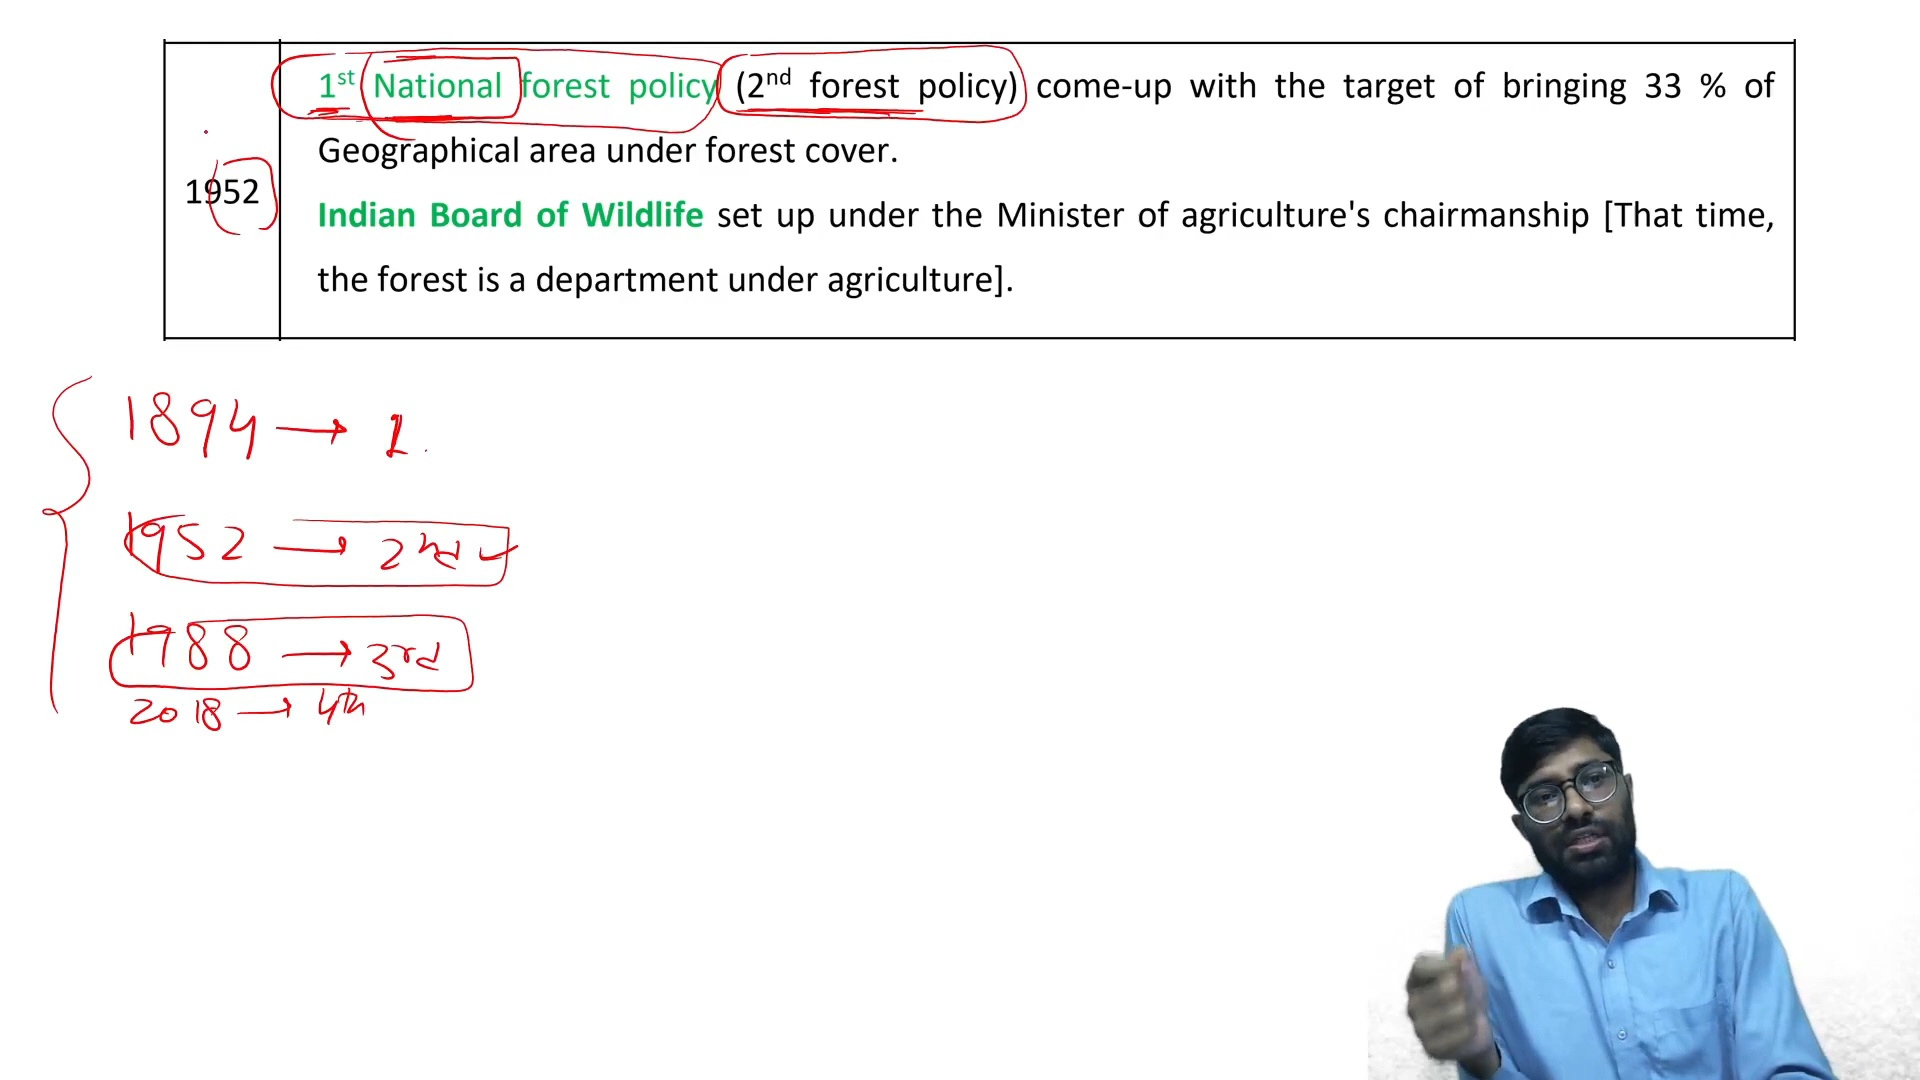 1st National forest policy (2nd forest policy) come-up with the target of bringing 33 % of
Geographical area under forest cover.
1952
Indian Board of Wildlife set up under the Minister of agriculture's chairmanship [That time,
the forest is a department under agriculture].
1894 → 1
1952 → 2nd ✓
1988 → 3rd
2018 → 4th